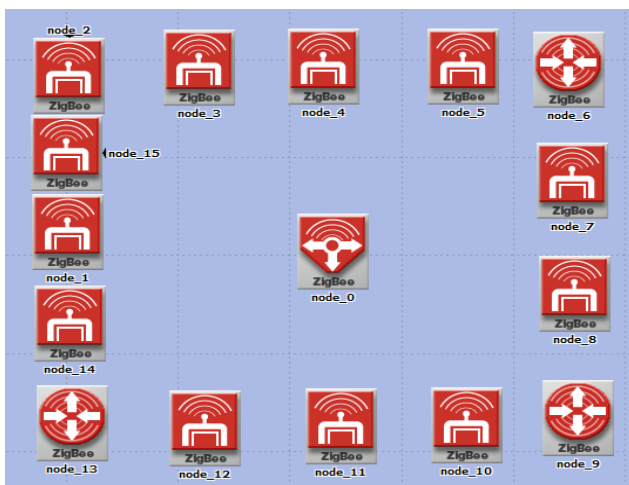 node_2
ZigBee
ZigBee
node_3
ZigBee
node_4
ZigBee
node_5
ZigBee
node_6
ZigBee
node_15
ZigBee
node_7
ZigBee
node_1
ZigBee
node_0
ZigBee
node_8
ZigBee
node_14
ZigBee
node_13
ZigBee
node_12
ZigBee
node_11
ZigBee
node_10
ZigBee
node_9